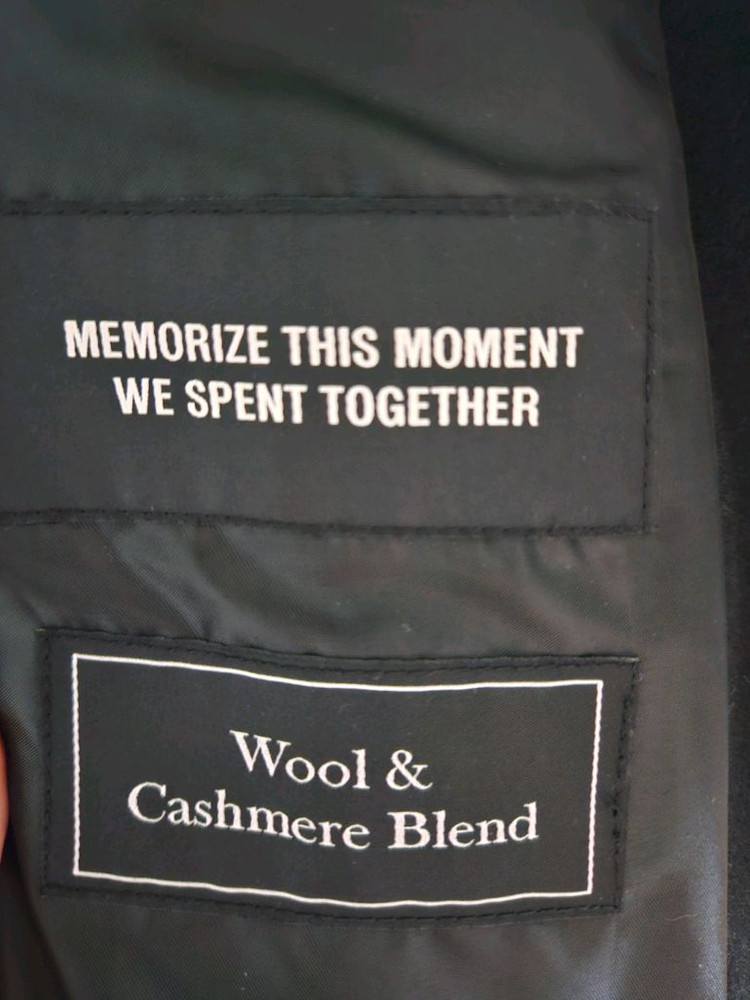 MEMORIZE THIS MOMENT
WE SPENT TOGETHER
Wool &
Cashmere Blend